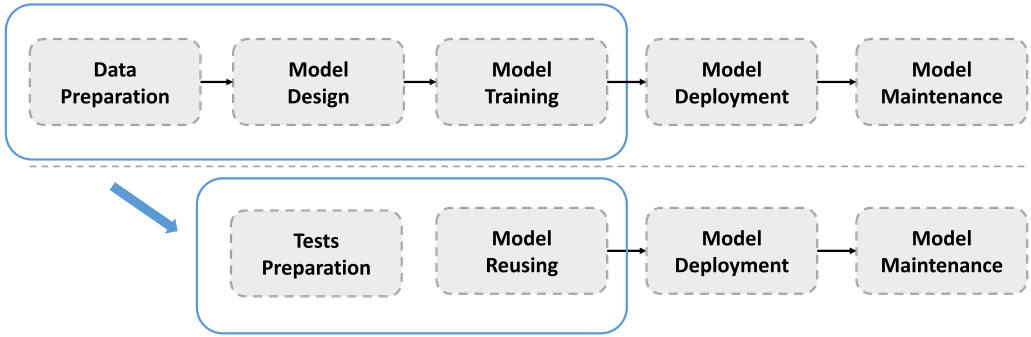 Data
Preparation
Model
Design
Model
Training
Model
Deployment
Model
Maintenance
Tests
Preparation
Model
Reusing
Model
Deployment
Model
Maintenance